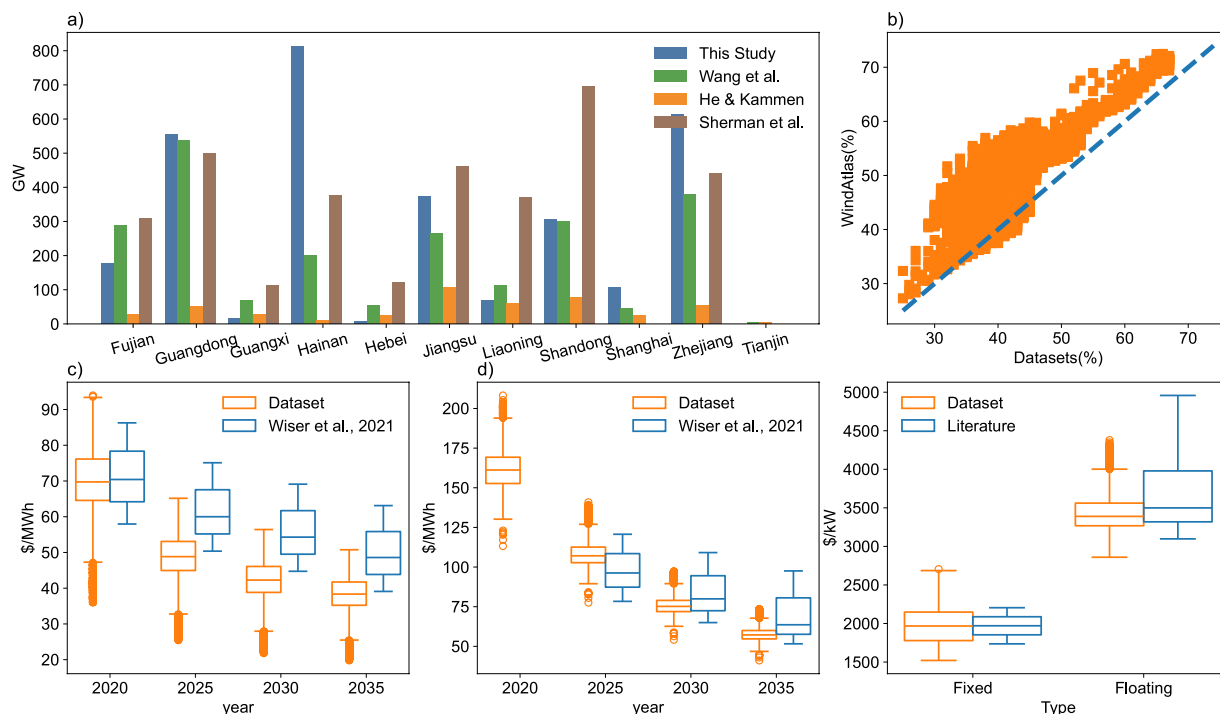 a)
800
700
600
500
400
300
200
100
0
GW
This Study
Wang et al.
He & Kammen
Sherman et al.
Fujian
Guangdong
Guangxi
Hainan
Hebei
Jiangsu
Liaoning
Shandong
Shanghai
Zhejiang
Tianjin
b)
70
60
50
40
30
WindAtlas(%)
30 40 50 60 70
Datasets(%)
c)
90
80
70
60
50
40
30
20
$/MWh
Dataset
Wiser et al., 2021
2020 2025 2030 2035
year
d)
200
175
150
125
100
75
50
$/MWh
Dataset
Wiser et al., 2021
2020 2025 2030 2035
year
5000
4500
4000
3500
3000
2500
2000
1500
$/kW
Dataset
Literature
Fixed Floating
Type